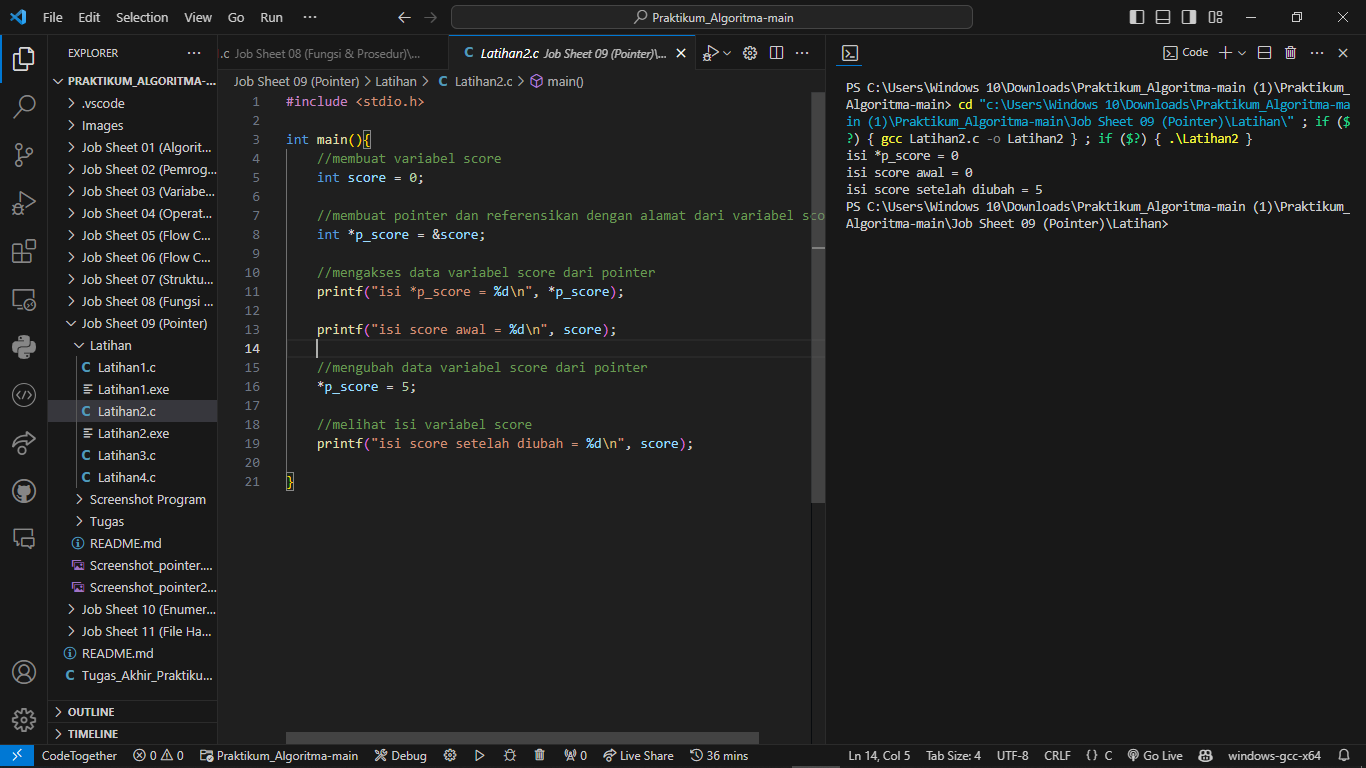 File Edit Selection View Go Run ··· Praktikum_Algoritma-main
EXPLORER ···
PRAKTIKUM_ALGORITMA-...
.vscode
Images
Job Sheet 01 (Algorit...
Job Sheet 02 (Pemrog...
Job Sheet 03 (Variabe...
Job Sheet 04 (Operat...
Job Sheet 05 (Flow C...
Job Sheet 06 (Flow C...
Job Sheet 07 (Struktu...
Job Sheet 08 (Fungsi ...
Job Sheet 09 (Pointer)
Latihan
C Latihan1.c
Latihan1.exe
C Latihan2.c
Latihan2.exe
C Latihan3.c
C Latihan4.c
Screenshot Program
Tugas
README.md
Screenshot_pointer....
Screenshot_pointer2...
Job Sheet 10 (Enumer...
Job Sheet 11 (File Ha...
README.md
C Tugas_Akhir_Praktiku...
OUTLINE
TIMELINE
.c Job Sheet 08 (Fungsi & Prosedur)\... C Latihan2.c Job Sheet 09 (Pointer)\...
Job Sheet 09 (Pointer) > Latihan > C Latihan2.c > main()
1 #include <stdio.h>
2
3 int main(){
4 //membuat variabel score
5 int score = 0;
6
7 //membuat pointer dan referensikan dengan alamat dari variabel sco
8 int *p_score = &score;
9
10 //mengakses data variabel score dari pointer
11 printf("isi *p_score = %d\n", *p_score);
12
13 printf("isi score awal = %d\n", score);
14
15 //mengubah data variabel score dari pointer
16 *p_score = 5;
17
18 //melihat isi variabel score
19 printf("isi score setelah diubah = %d\n", score);
20
21 }
Code
PS C:\Users\Windows 10\Downloads\Praktikum_Algoritma-main (1)\Praktikum_
Algoritma-main> cd "c:\Users\Windows 10\Downloads\Praktikum_Algoritma-ma
in (1)\Praktikum_Algoritma-main\Job Sheet 09 (Pointer)\Latihan\" ; if ($
?) { gcc Latihan2.c -o Latihan2 } ; if ($?) { .\Latihan2 }
isi *p_score = 0
isi score awal = 0
isi score setelah diubah = 5
PS C:\Users\Windows 10\Downloads\Praktikum_Algoritma-main (1)\Praktikum_
Algoritma-main\Job Sheet 09 (Pointer)\Latihan>
CodeTogether 0 0 Praktikum_Algoritma-main Debug 0 Live Share 36 mins Ln 14, Col 5 Tab Size: 4 UTF-8 CRLF {} C Go Live windows-gcc-x64